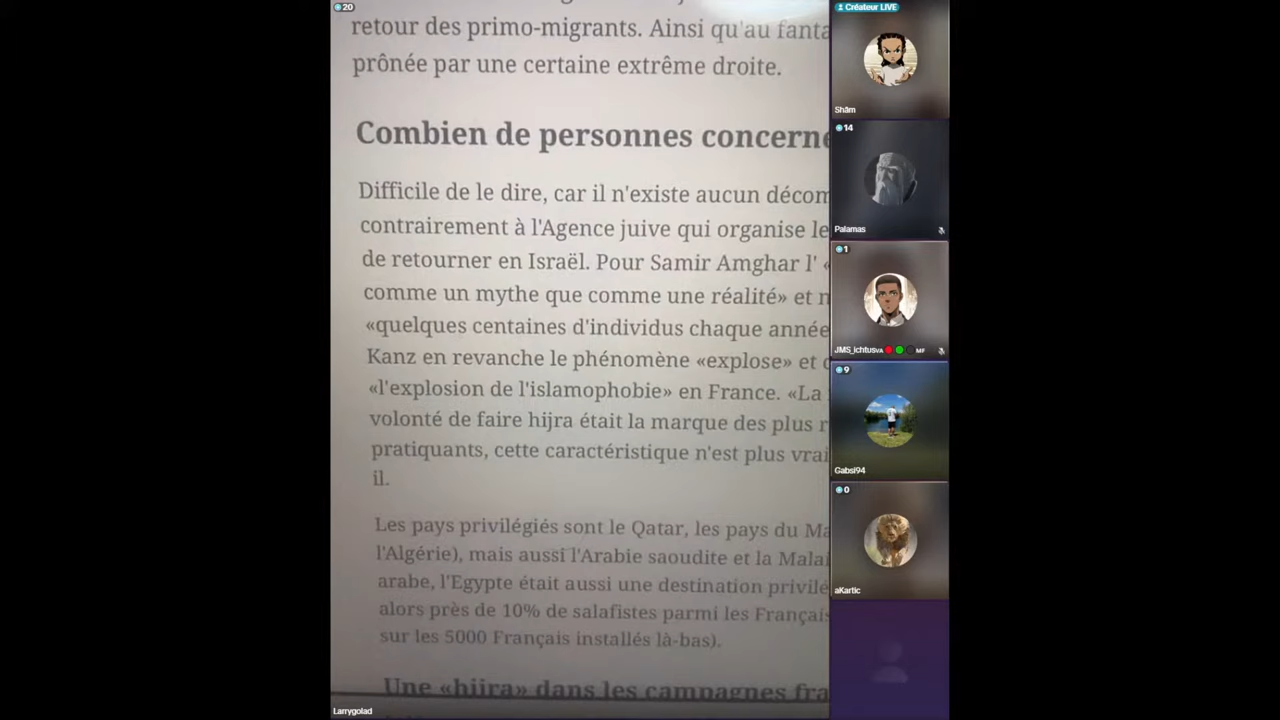 20
retour des primo-migrants. Ainsi qu'au fanta
prônée par une certaine extrême droite.
Combien de personnes concerne
Difficile de le dire, car il n'existe aucun décom
contrairement à l'Agence juive qui organise le
de retourner en Israël. Pour Samir Amghar l' «
comme un mythe que comme une réalité» et n
«quelques centaines d'individus chaque année
Kanz en revanche le phénomène «explose» et
«l'explosion de l'islamophobie» en France. «La
volonté de faire hijra était la marque des plus r
pratiquants, cette caractéristique n'est plus vrai
il.
Les pays privilégiés sont le Qatar, les pays du Ma
l'Algérie), mais aussi l'Arabie saoudite et la Malai
arabe, l'Egypte était aussi une destination privilé
alors près de 10% de salafistes parmi les Français
sur les 5000 Français installés là-bas).
Une «hijra» dans les campagnes fra
Larrygolad
Créateur LIVE
Shâm
14
Palamas
1
JMS_ichtus VA MF
9
Gabsi94
0
aKartic